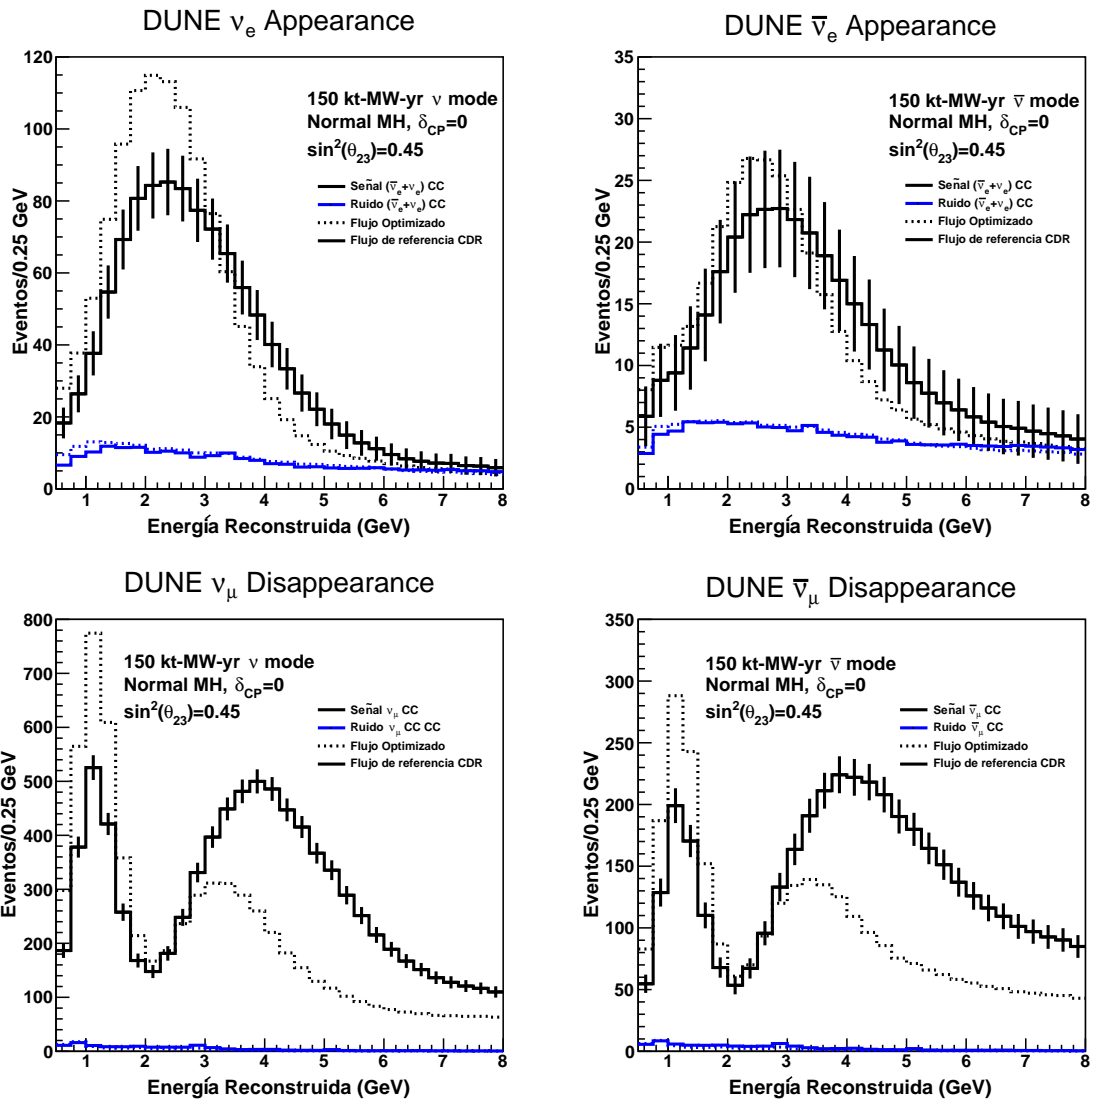 DUNE νe Appearance
120
100
80
60
40
20
0
Eventos/0.25 GeV
150 kt-MW-yr ν mode
Normal MH, δCP=0
sin²(θ23)=0.45
Señal (ν̅e+νe) CC
Ruido (ν̅e+νe) CC
Flujo Optimizado
Flujo de referencia CDR
1 2 3 4 5 6 7 8
Energía Reconstruida (GeV)
DUNE ν̅e Appearance
35
30
25
20
15
10
5
0
Eventos/0.25 GeV
150 kt-MW-yr ν̅ mode
Normal MH, δCP=0
sin²(θ23)=0.45
Señal (ν̅e+νe) CC
Ruido (ν̅e+νe) CC
Flujo Optimizado
Flujo de referencia CDR
1 2 3 4 5 6 7 8
Energía Reconstruida (GeV)
DUNE νμ Disappearance
800
700
600
500
400
300
200
100
0
Eventos/0.25 GeV
150 kt-MW-yr ν mode
Normal MH, δCP=0
sin²(θ23)=0.45
Señal νμ CC
Ruido νμ CC CC
Flujo Optimizado
Flujo de referencia CDR
1 2 3 4 5 6 7 8
Energía Reconstruida (GeV)
DUNE ν̅μ Disappearance
350
300
250
200
150
100
50
0
Eventos/0.25 GeV
150 kt-MW-yr ν̅ mode
Normal MH, δCP=0
sin²(θ23)=0.45
Señal ν̅μ CC
Ruido ν̅μ CC CC
Flujo Optimizado
Flujo de referencia CDR
1 2 3 4 5 6 7 8
Energía Reconstruida (GeV)